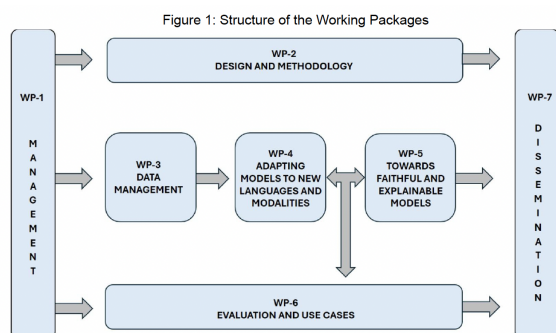 Figure 1: Structure of the Working Packages
WP-1
M
A
N
A
G
E
M
E
N
T
WP-2
DESIGN AND METHODOLOGY
WP-3
DATA
MANAGEMENT
WP-4
ADAPTING
MODELS TO NEW
LANGUAGES AND
MODALITIES
WP-5
TOWARDS
FAITHFUL AND
EXPLAINABLE
MODELS
WP-6
EVALUATION AND USE CASES
WP-7
D
I
S
S
E
M
I
N
A
T
I
O
N